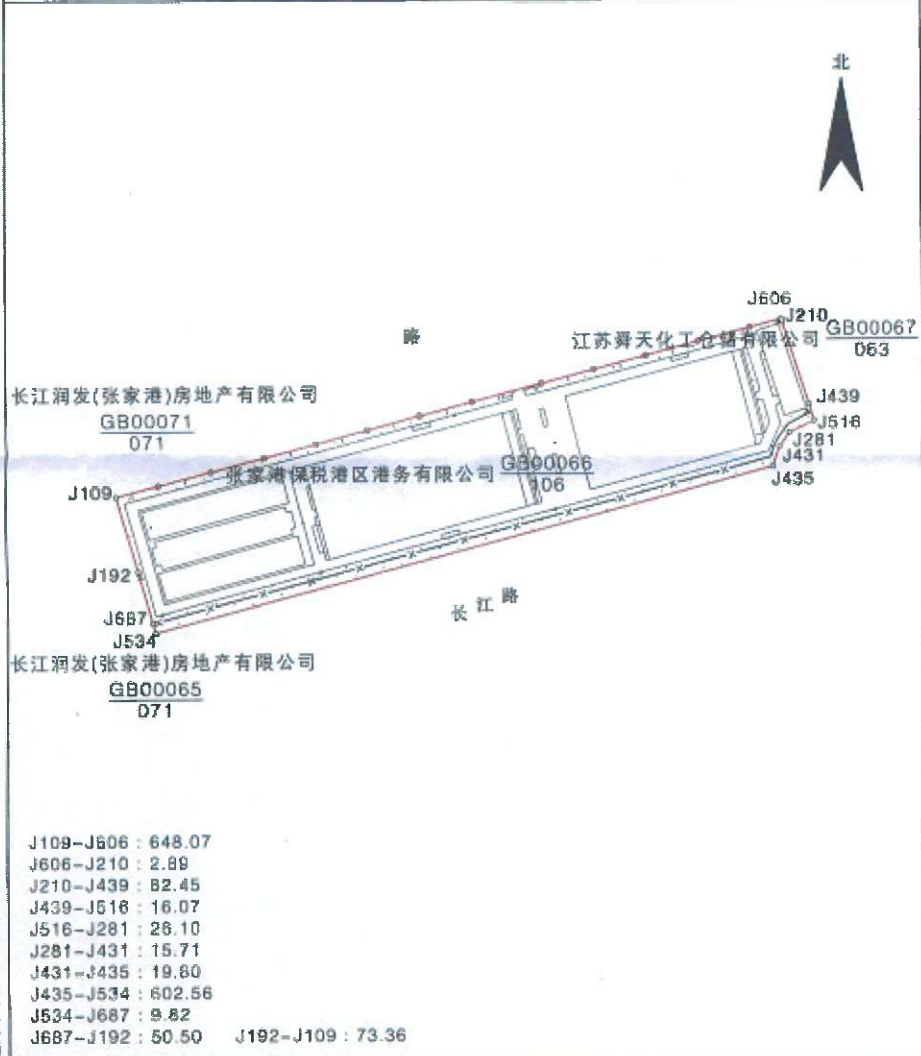 北
J606
J210
路
江苏舜天化工仓储有限公司
GB00067
063
长江润发(张家港)房地产有限公司
GB00071
071
J439
J516
J281
J431
J435
张家港保税港区港务有限公司
GB00066
106
J109
J192
J687
J534
长江路
长江润发(张家港)房地产有限公司
GB00065
071
J109-J606 : 648.07
J606-J210 : 2.89
J210-J439 : 82.45
J439-J516 : 16.07
J516-J281 : 26.10
J281-J431 : 15.71
J431-J435 : 19.80
J435-J534 : 602.56
J534-J687 : 9.82
J687-J192 : 50.50 J192-J109 : 73.36